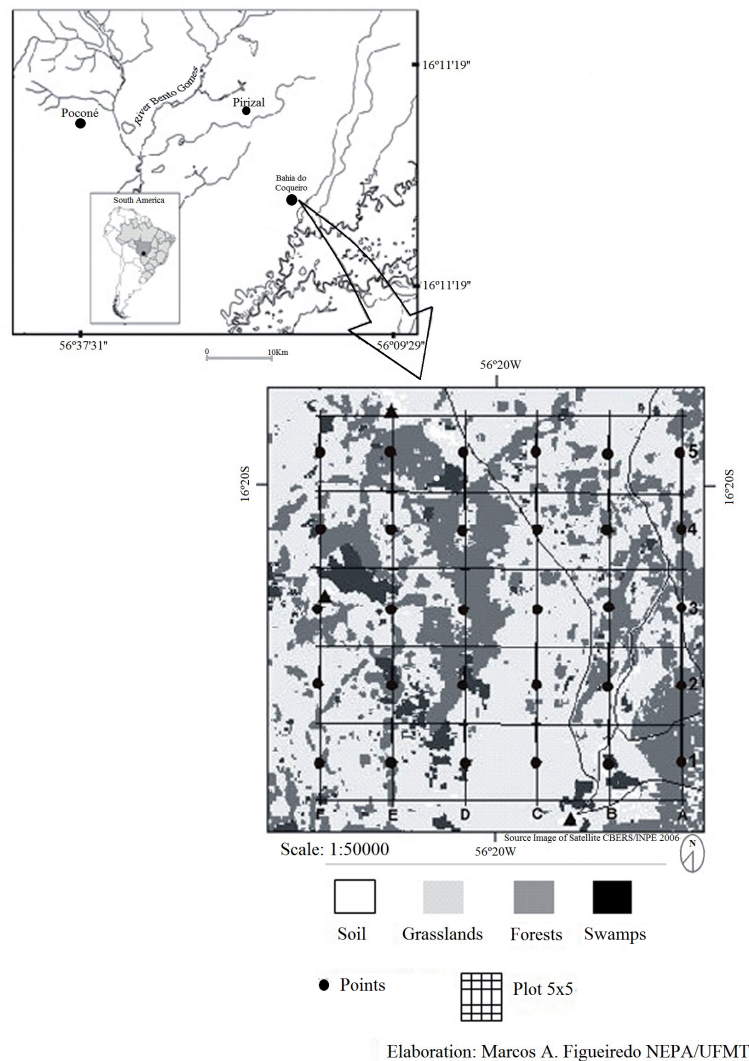 16°11'19"
River Bento Gomes
Pirizal
Poconé
Bahia do
Coqueiro
South America
16°11'19"
56°37'31"
56°09'29"
0 10Km
56°20W
16°20S
16°20S
5
4
3
2
1
F E D C B A
Source Image of Satellite CBERS/INPE 2006
Scale: 1:50000
56°20W
N
Soil
Grasslands
Forests
Swamps
Points
Plot 5x5
Elaboration: Marcos A. Figueiredo NEPA/UFMT